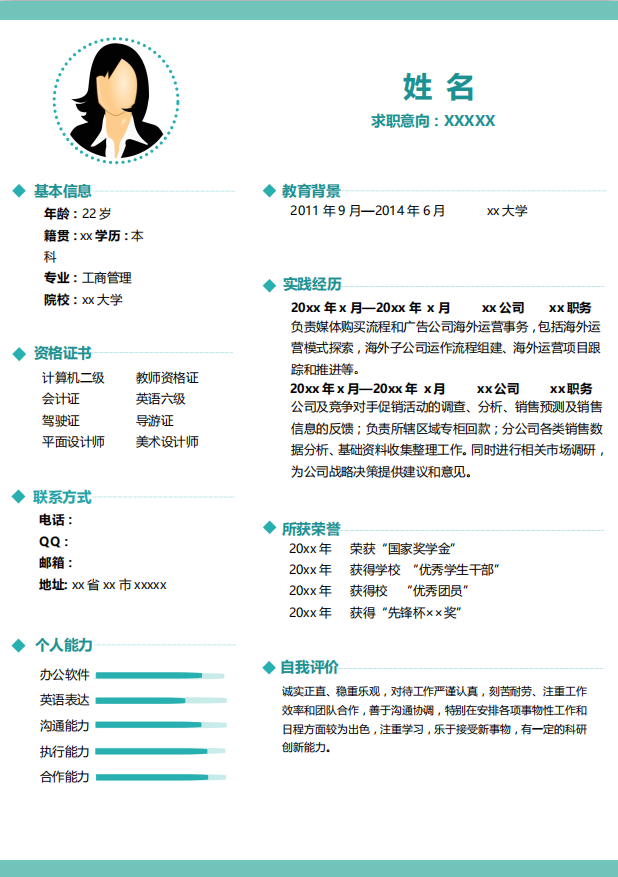 姓 名
求职意向：XXXXX
基本信息
年龄：22 岁
籍贯：xx 学历：本
科
专业：工商管理
院校：xx 大学
资格证书
计算机二级 教师资格证
会计证 英语六级
驾驶证 导游证
平面设计师 美术设计师
联系方式
电话：
QQ：
邮箱：
地址: xx 省 xx 市 xxxxx
个人能力
办公软件
英语表达
沟通能力
执行能力
合作能力
教育背景
2011 年 9 月—2014 年 6 月 xx 大学
实践经历
20xx 年 x 月—20xx 年 x 月 xx 公司 xx 职务
负责媒体购买流程和广告公司海外运营事务，包括海外运
营模式探索，海外子公司运作流程组建、海外运营项目跟
踪和推进等。
20xx 年 x 月—20xx 年 x 月 xx 公司 xx 职务
公司及竞争对手促销活动的调查、分析、销售预测及销售
信息的反馈；负责所辖区域专柜回款；分公司各类销售数
据分析、基础资料收集整理工作。同时进行相关市场调研，
为公司战略决策提供建议和意见。
所获荣誉
20xx 年 荣获“国家奖学金”
20xx 年 获得学校 “优秀学生干部”
20xx 年 获得校 “优秀团员”
20xx 年 获得“先锋杯××奖”
自我评价
诚实正直、稳重乐观，对待工作严谨认真，刻苦耐劳、注重工作
效率和团队合作，善于沟通协调，特别在安排各项事物性工作和
日程方面较为出色，注重学习，乐于接受新事物，有一定的科研
创新能力。